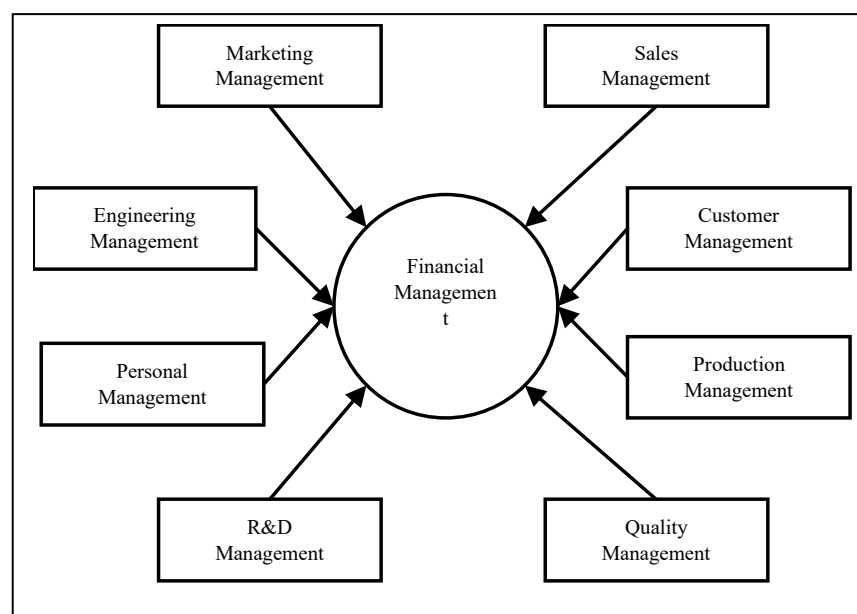 Marketing
Management
Sales
Management
Engineering
Management
Customer
Management
Financial
Managemen
t
Personal
Management
Production
Management
R&D
Management
Quality
Management